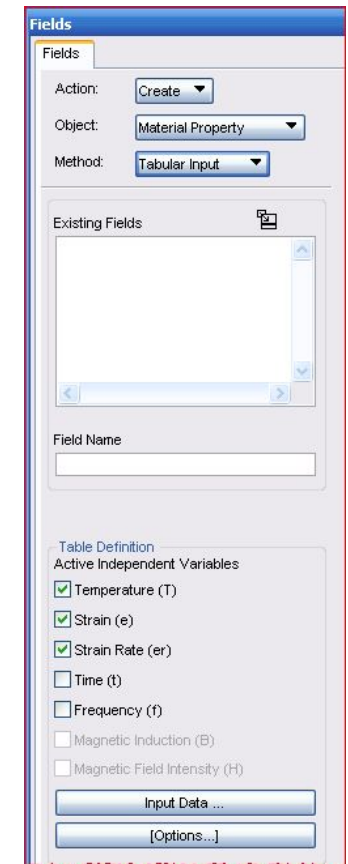 Fields
Fields
Action: Create
Object: Material Property
Method: Tabular Input
Existing Fields
Field Name
Table Definition
Active Independent Variables
Temperature (T)
Strain (e)
Strain Rate (er)
Time (t)
Frequency (f)
Magnetic Induction (B)
Magnetic Field Intensity (H)
Input Data ...
[Options...]